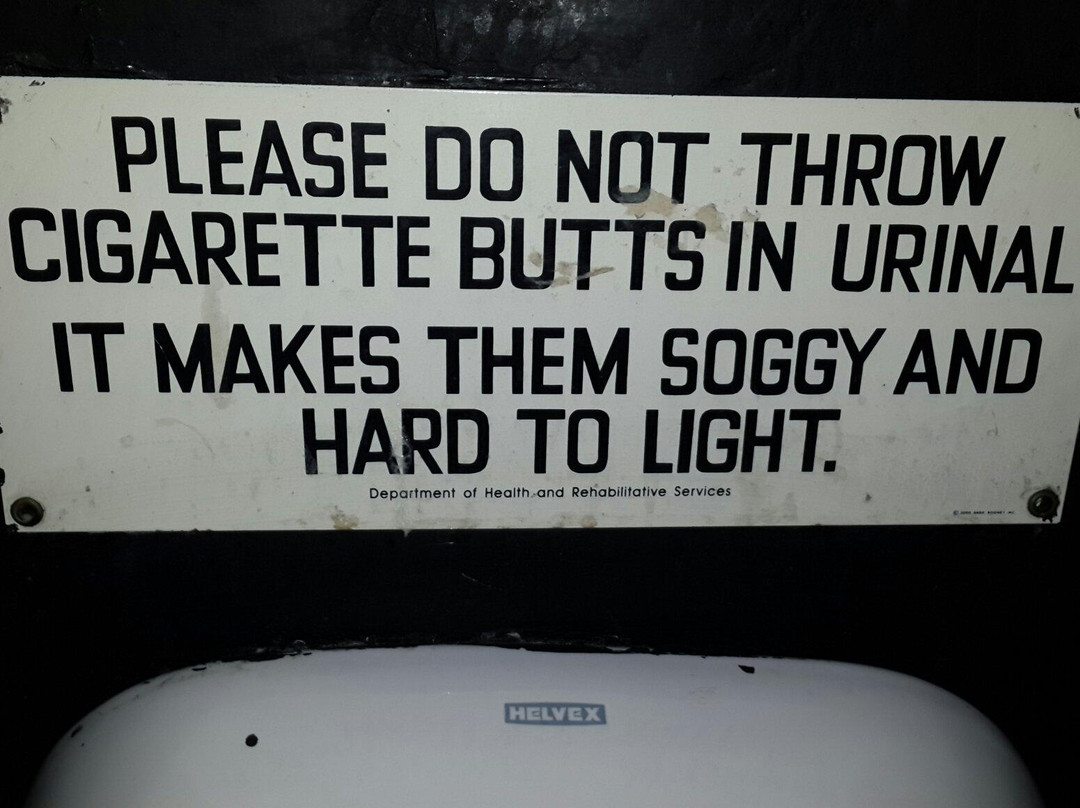 PLEASE DO NOT THROW
CIGARETTE BUTTS IN URINAL
IT MAKES THEM SOGGY AND
HARD TO LIGHT.
Department of Health and Rehabilitative Services
HELVEX